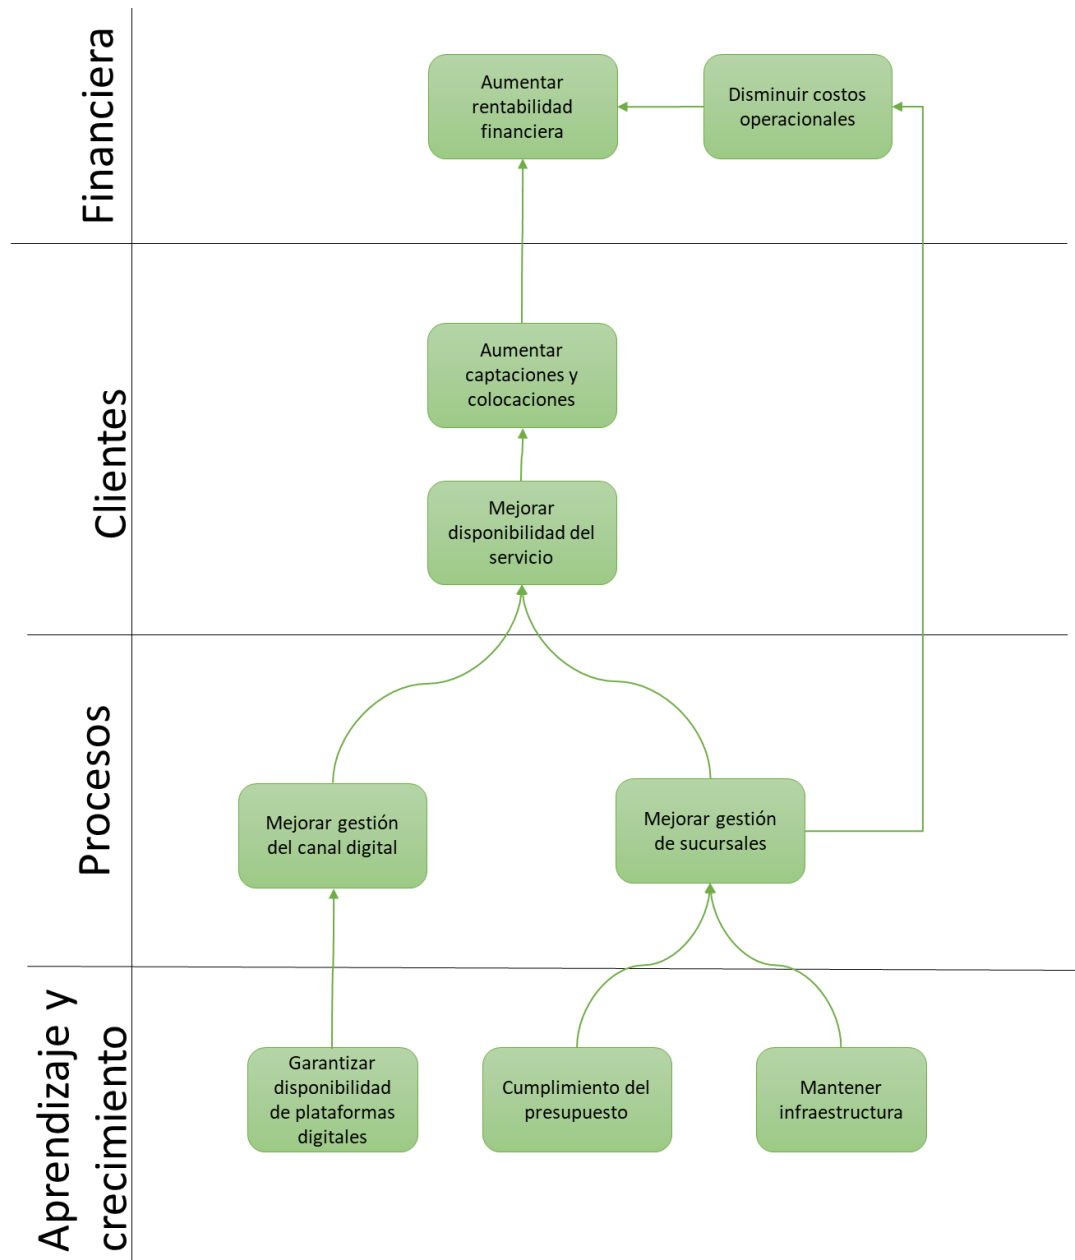 Financiera
Aumentar
rentabilidad
financiera
Disminuir costos
operacionales
Clientes
Aumentar
captaciones y
colocaciones
Mejorar
disponibilidad del
servicio
Procesos
Mejorar gestión
del canal digital
Mejorar gestión
de sucursales
Aprendizaje y
crecimiento
Garantizar
disponibilidad
de plataformas
digitales
Cumplimiento del
presupuesto
Mantener
infraestructura